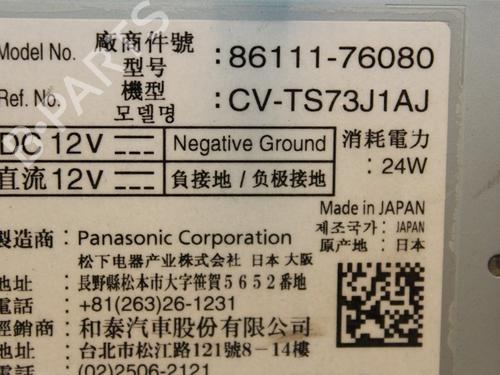 Model No.
廠商件號
型号
: 86111-76080
Ref. No.
機型
모델명
: CV-TS73J1AJ
DC 12V
Negative Ground
消耗電力
直流 12V
負接地 / 负极接地
: 24W
Made in JAPAN
제조국가: JAPAN
原产地: 日本
製造商: Panasonic Corporation
松下电器产业株式会社 日本 大阪
地址: 長野縣松本市大字笹賀5652番地
電話: +81(263)26-1231
經銷商: 和泰汽車股份有限公司
地址: 台北市松江路121號8-14樓
電話: (02)2506-2121
B-PARTS